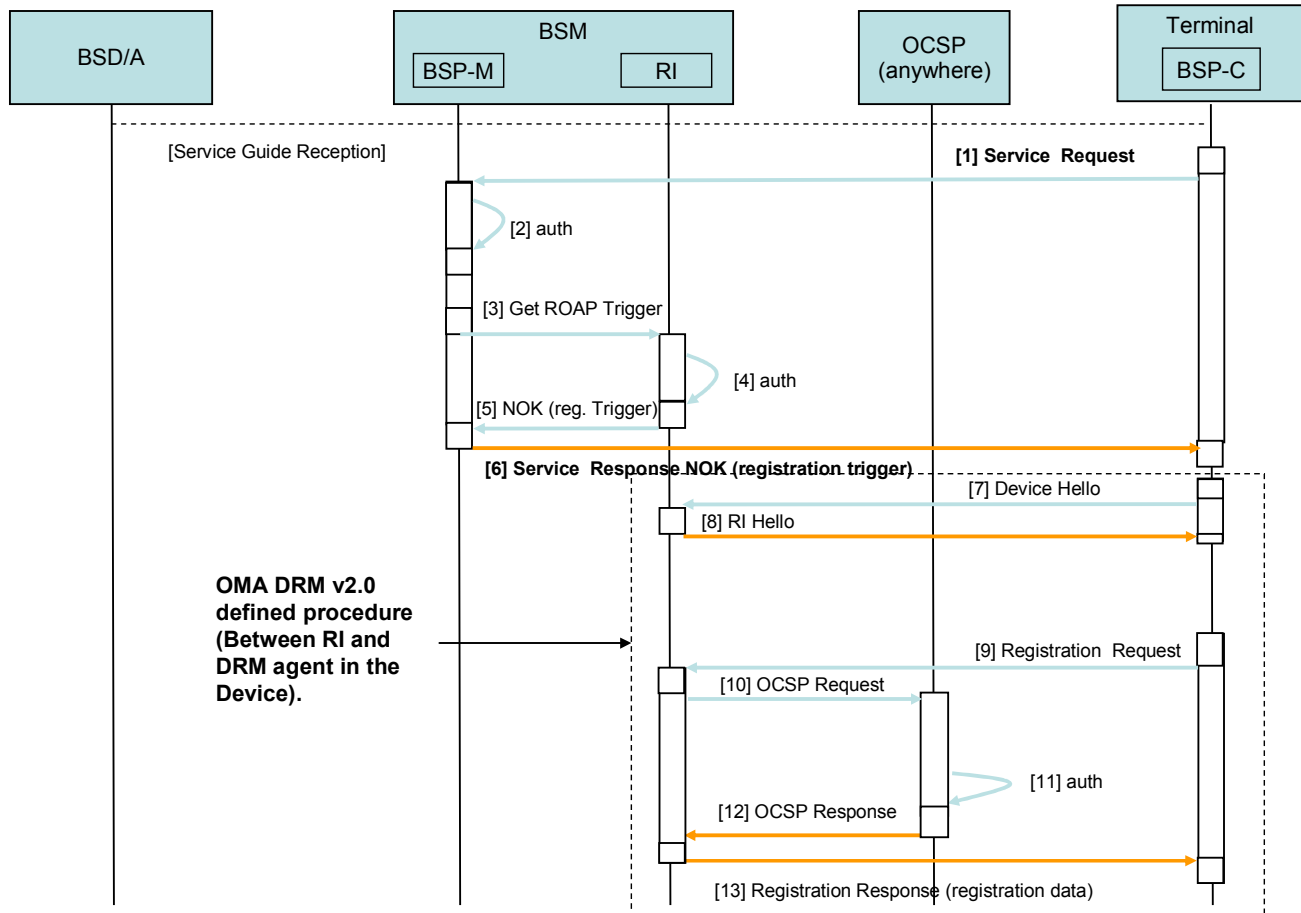 BSD/A
BSM
BSP-M
RI
OCSP
(anywhere)
Terminal
BSP-C
[Service Guide Reception]
[1] Service Request
[2] auth
[3] Get ROAP Trigger
[4] auth
[5] NOK (reg. Trigger)
[6] Service Response NOK (registration trigger)
[7] Device Hello
[8] RI Hello
OMA DRM v2.0
defined procedure
(Between RI and
DRM agent in the
Device).
[9] Registration Request
[10] OCSP Request
[11] auth
[12] OCSP Response
[13] Registration Response (registration data)